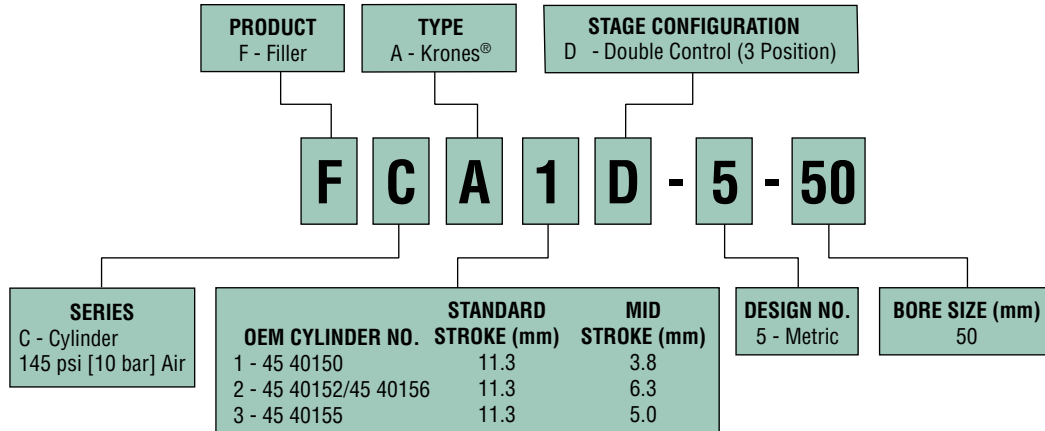 PRODUCT
F - Filler
TYPE
A - Krones®
STAGE CONFIGURATION
D - Double Control (3 Position)
F C A 1 D - 5 - 50
SERIES
C - Cylinder
145 psi [10 bar] Air
OEM CYLINDER NO. STANDARD STROKE (mm) MID STROKE (mm)
1 - 45 40150 11.3 3.8
2 - 45 40152/45 40156 11.3 6.3
3 - 45 40155 11.3 5.0
DESIGN NO.
5 - Metric
BORE SIZE (mm)
50